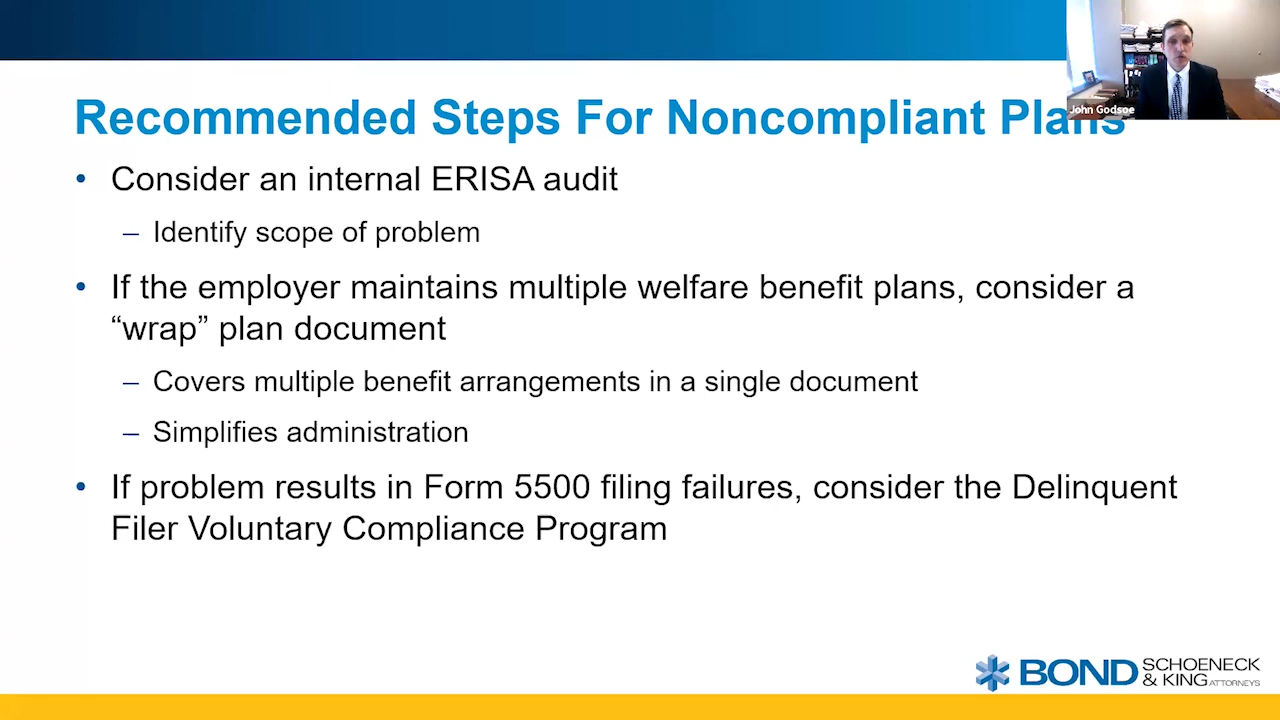 John Godsoe
Recommended Steps For Noncompliant Plans
• Consider an internal ERISA audit
– Identify scope of problem
• If the employer maintains multiple welfare benefit plans, consider a
“wrap” plan document
– Covers multiple benefit arrangements in a single document
– Simplifies administration
• If problem results in Form 5500 filing failures, consider the Delinquent
Filer Voluntary Compliance Program
BOND SCHOENECK
& KING ATTORNEYS